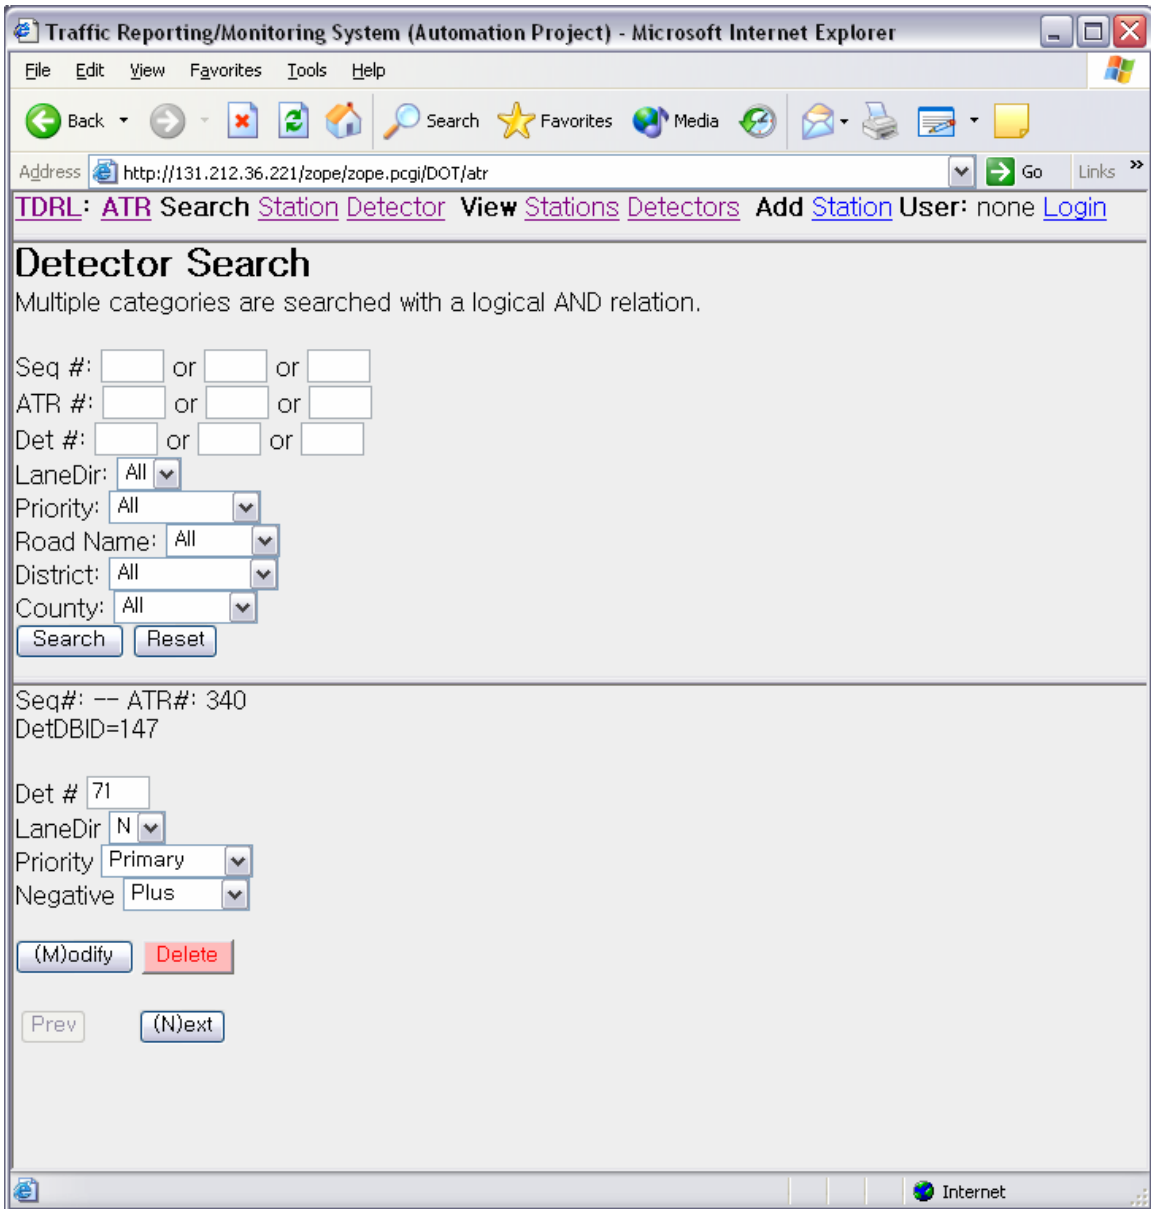 Traffic Reporting/Monitoring System (Automation Project) - Microsoft Internet Explorer
File Edit View Favorites Tools Help
Back Search Favorites Media
Address http://131.212.36.221/zope/zope.pcgi/DOT/atr Go Links »
TDRL: ATR Search Station Detector View Stations Detectors Add Station User: none Login
Detector Search
Multiple categories are searched with a logical AND relation.
Seq #: or or
ATR #: or or
Det #: or or
LaneDir: All
Priority: All
Road Name: All
District: All
County: All
Search Reset
Seq#: -- ATR#: 340
DetDBID=147
Det # 71
LaneDir N
Priority Primary
Negative Plus
(M)odify Delete
Prev (N)ext
Internet